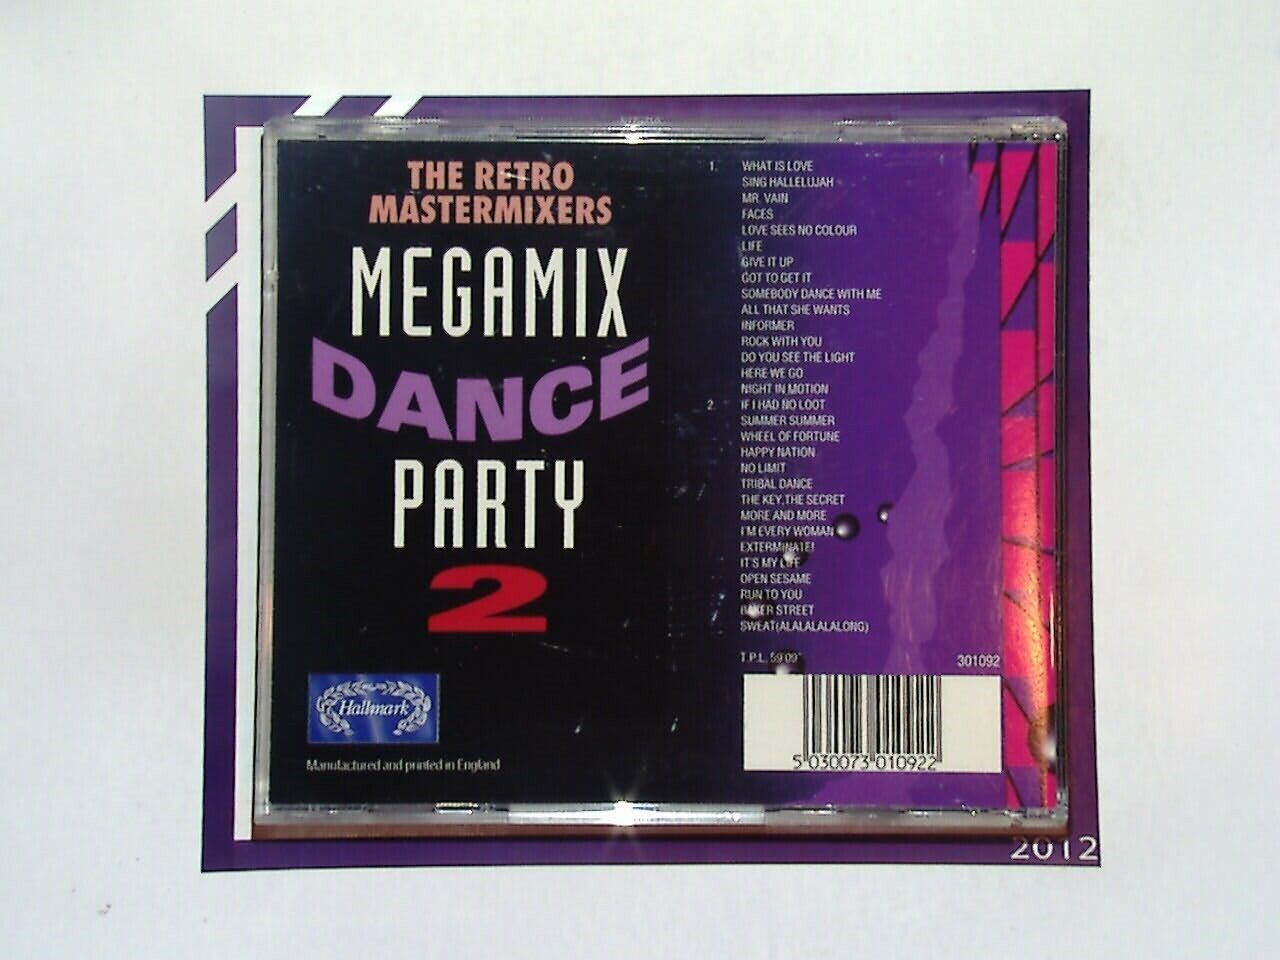 THE RETRO
MASTERMIXERS
MEGAMIX
DANCE
PARTY
2
Hallmark
Manufactured and printed in England
1. WHAT IS LOVE
SING HALLELUJAH
MR. VAIN
FACES
LOVE SEES NO COLOUR
LIFE
GIVE IT UP
GOT TO GET IT
SOMEBODY DANCE WITH ME
ALL THAT SHE WANTS
INFORMER
ROCK WITH YOU
DO YOU SEE THE LIGHT
HERE WE GO
NIGHT IN MOTION
2. IF I HAD NO LOOT
SUMMER SUMMER
WHEEL OF FORTUNE
HAPPY NATION
NO LIMIT
TRIBAL DANCE
THE KEY, THE SECRET
MORE AND MORE
I'M EVERY WOMAN
EXTERMINATE!
IT'S MY LIFE
OPEN SESAME
RUN TO YOU
BAKER STREET
SWEAT(ALALALALALONG)
T.P.L.
301092
5 030073 010922
2012